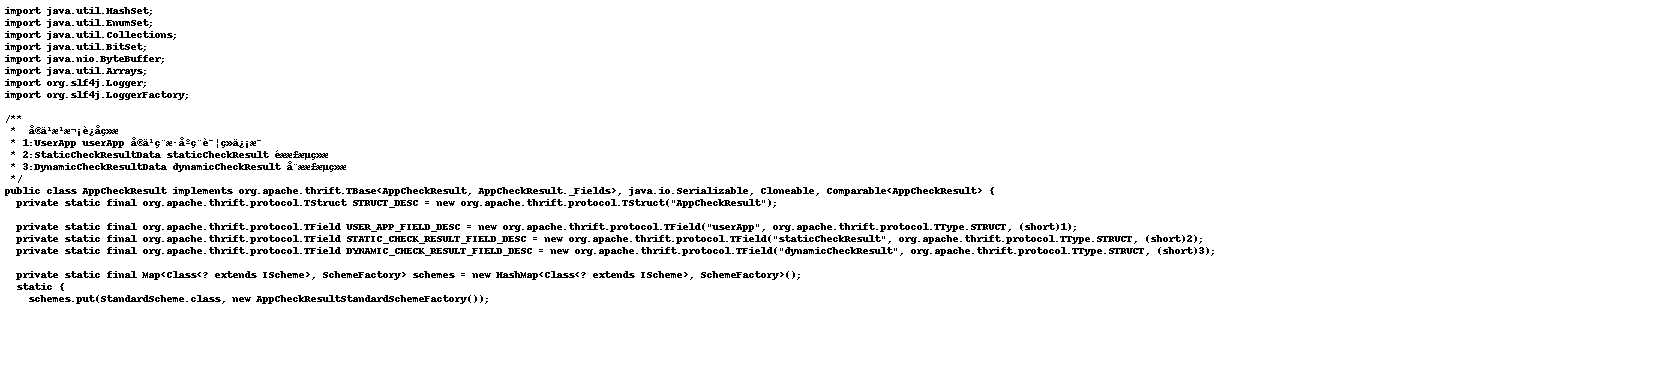 import java.util.HashSet;
import java.util.EnumSet;
import java.util.Collections;
import java.util.BitSet;
import java.nio.ByteBuffer;
import java.util.Arrays;
import org.slf4j.Logger;
import org.slf4j.LoggerFactory;
/**
 *
 * 1:UserApp userApp
 * 2:StaticCheckResultData staticCheckResult
 * 3:DynamicCheckResultData dynamicCheckResult
 */
public class AppCheckResult implements org.apache.thrift.TBase<AppCheckResult, AppCheckResult._Fields>, java.io.Serializable, Cloneable, Comparable<AppCheckResult> {
  private static final org.apache.thrift.protocol.TStruct STRUCT_DESC = new org.apache.thrift.protocol.TStruct("AppCheckResult");
  private static final org.apache.thrift.protocol.TField USER_APP_FIELD_DESC = new org.apache.thrift.protocol.TField("userApp", org.apache.thrift.protocol.TType.STRUCT, (short)1);
  private static final org.apache.thrift.protocol.TField STATIC_CHECK_RESULT_FIELD_DESC = new org.apache.thrift.protocol.TField("staticCheckResult", org.apache.thrift.protocol.TType.STRUCT, (short)2);
  private static final org.apache.thrift.protocol.TField DYNAMIC_CHECK_RESULT_FIELD_DESC = new org.apache.thrift.protocol.TField("dynamicCheckResult", org.apache.thrift.protocol.TType.STRUCT, (short)3);
  private static final Map<Class<? extends IScheme>, SchemeFactory> schemes = new HashMap<Class<? extends IScheme>, SchemeFactory>();
  static {
    schemes.put(StandardScheme.class, new AppCheckResultStandardSchemeFactory());